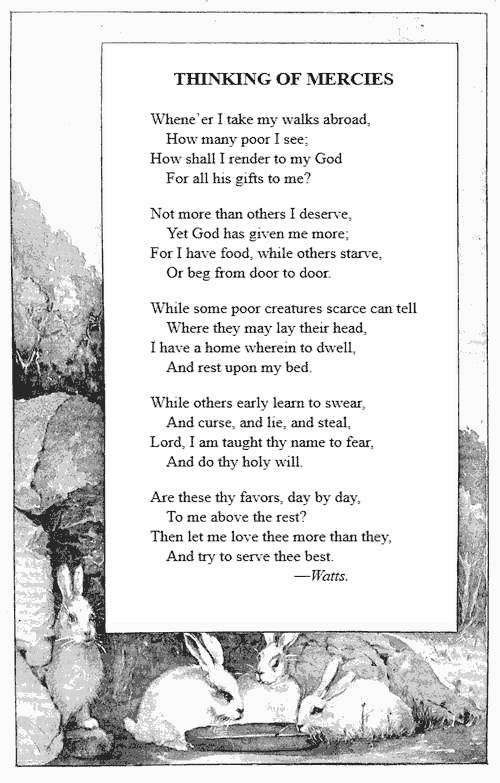 THINKING OF MERCIES
Whene'er I take my walks abroad,
How many poor I see;
How shall I render to my God
For all his gifts to me?
Not more than others I deserve,
Yet God has given me more;
For I have food, while others starve,
Or beg from door to door.
While some poor creatures scarce can tell
Where they may lay their head,
I have a home wherein to dwell,
And rest upon my bed.
While others early learn to swear,
And curse, and lie, and steal,
Lord, I am taught thy name to fear,
And do thy holy will.
Are these thy favors, day by day,
To me above the rest?
Then let me love thee more than they,
And try to serve thee best.
—Watts.